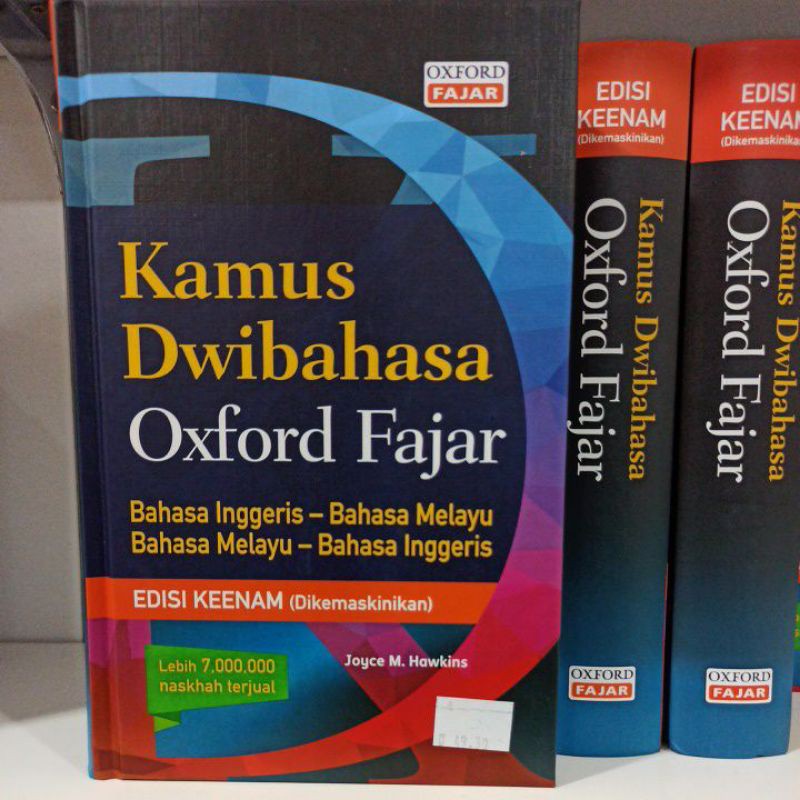 OXFORD
FAJAR
Kamus
Dwibahasa
Oxford Fajar
Bahasa Inggeris – Bahasa Melayu
Bahasa Melayu – Bahasa Inggeris
EDISI KEENAM (Dikemaskinikan)
Lebih 7,000,000
naskhah terjual
Joyce M. Hawkins
EDISI
KEENAM
(Dikemaskinikan)
Kamus Dwibahasa
Oxford Fajar
OXFORD
FAJAR
EDISI
KEENAM
(Dikemaskinikan)
Kamus Dwibahasa
Oxford Fajar
OXFORD
FAJAR